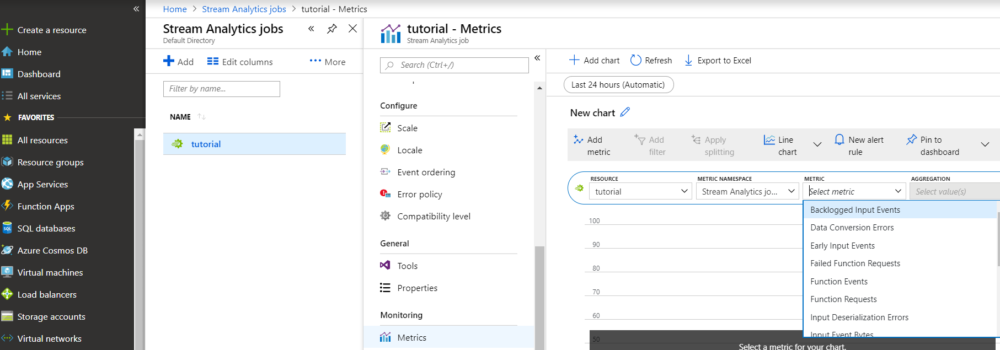 Home > Stream Analytics jobs > tutorial - Metrics
Create a resource
Home
Dashboard
All services
FAVORITES
All resources
Resource groups
App Services
Function Apps
SQL databases
Azure Cosmos DB
Virtual machines
Load balancers
Storage accounts
Virtual networks
Stream Analytics jobs
Default Directory
Add
Edit columns
More
Filter by name...
NAME
tutorial
tutorial - Metrics
Stream Analytics job
Search (Ctrl+/)
Configure
Scale
Locale
Event ordering
Error policy
Compatibility level
General
Tools
Properties
Monitoring
Metrics
Add chart
Refresh
Export to Excel
Last 24 hours (Automatic)
New chart
Add metric
Add filter
Apply splitting
Line chart
New alert rule
Pin to dashboard
RESOURCE
tutorial
METRIC NAMESPACE
Stream Analytics jo...
METRIC
Select metric
AGGREGATION
Select value(s)
Backlogged Input Events
Data Conversion Errors
Early Input Events
Failed Function Requests
Function Events
Function Requests
Input Deserialization Errors
Input Event Bytes
100
90
80
70
60
50
Select a metric for your chart.